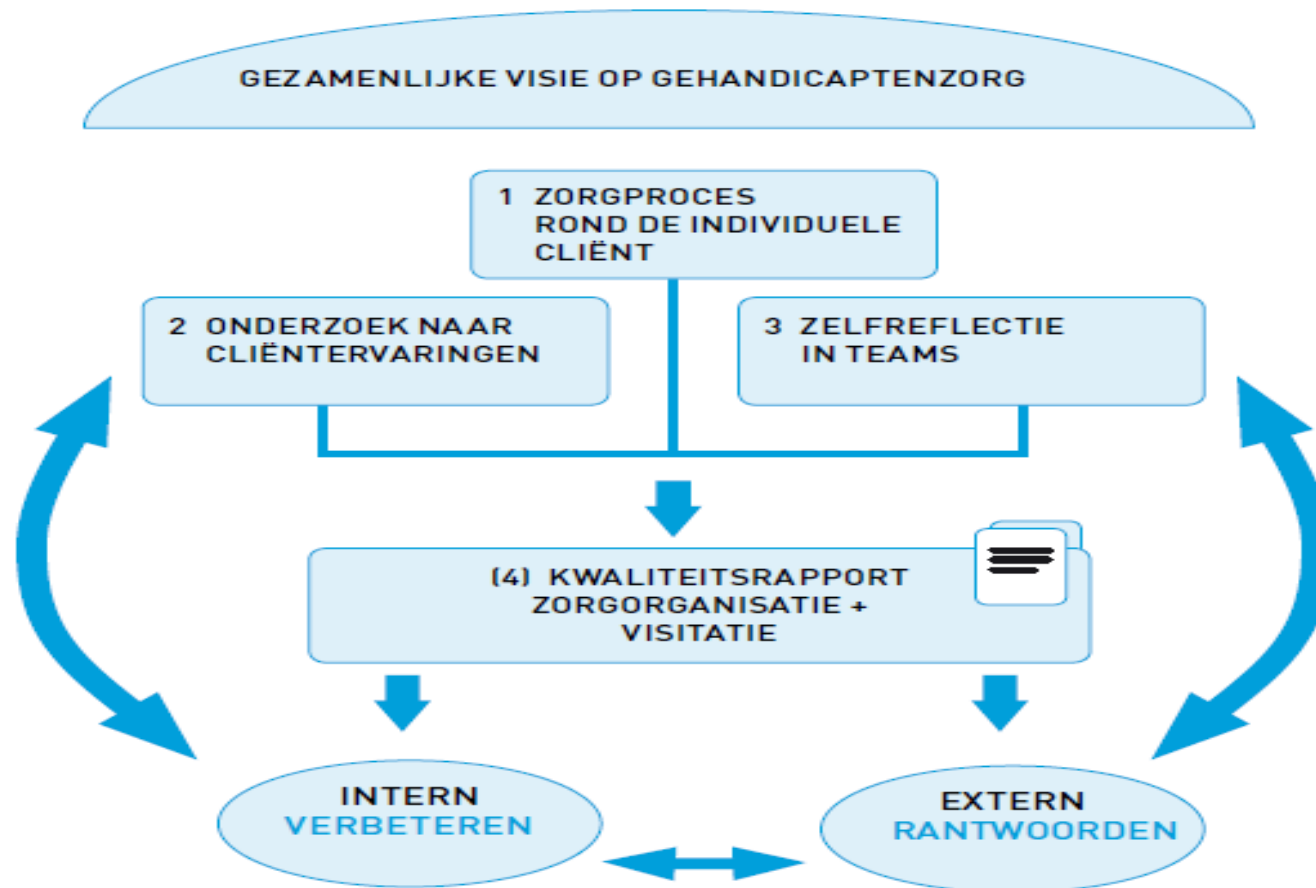 GEZAMENLIJKE VISIE OP GEHANDICAPTENZORG
1 ZORGPROCES
ROND DE INDIVIDUELE
CLIËNT
2 ONDERZOEK NAAR
CLIËNTERVARINGEN
3 ZELFREFLECTIE
IN TEAMS
(4) KWALITEITSRAPPORT
ZORGORGANISATIE +
VISITATIE
INTERN
VERBETEREN
EXTERN
RANTWOORDEN